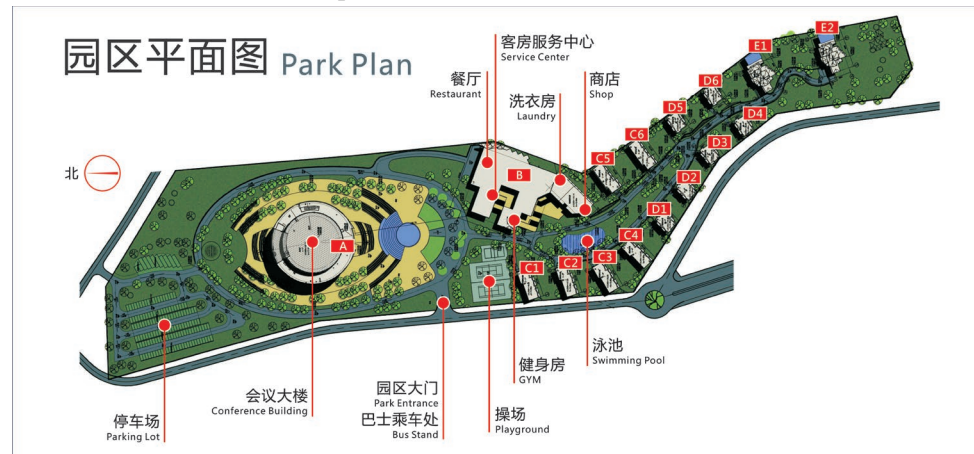 园区平面图 Park Plan
客房服务中心
Service Center
餐厅
Restaurant
商店
Shop
洗衣房
Laundry
北
E2
E1
D6
D5
D4
C6
D3
C5
B
D2
D1
A
C4
C1
C2
C3
泳池
Swimming Pool
健身房
GYM
园区大门
Park Entrance
会议大楼
Conference Building
巴士乘车处
Bus Stand
操场
Playground
停车场
Parking Lot